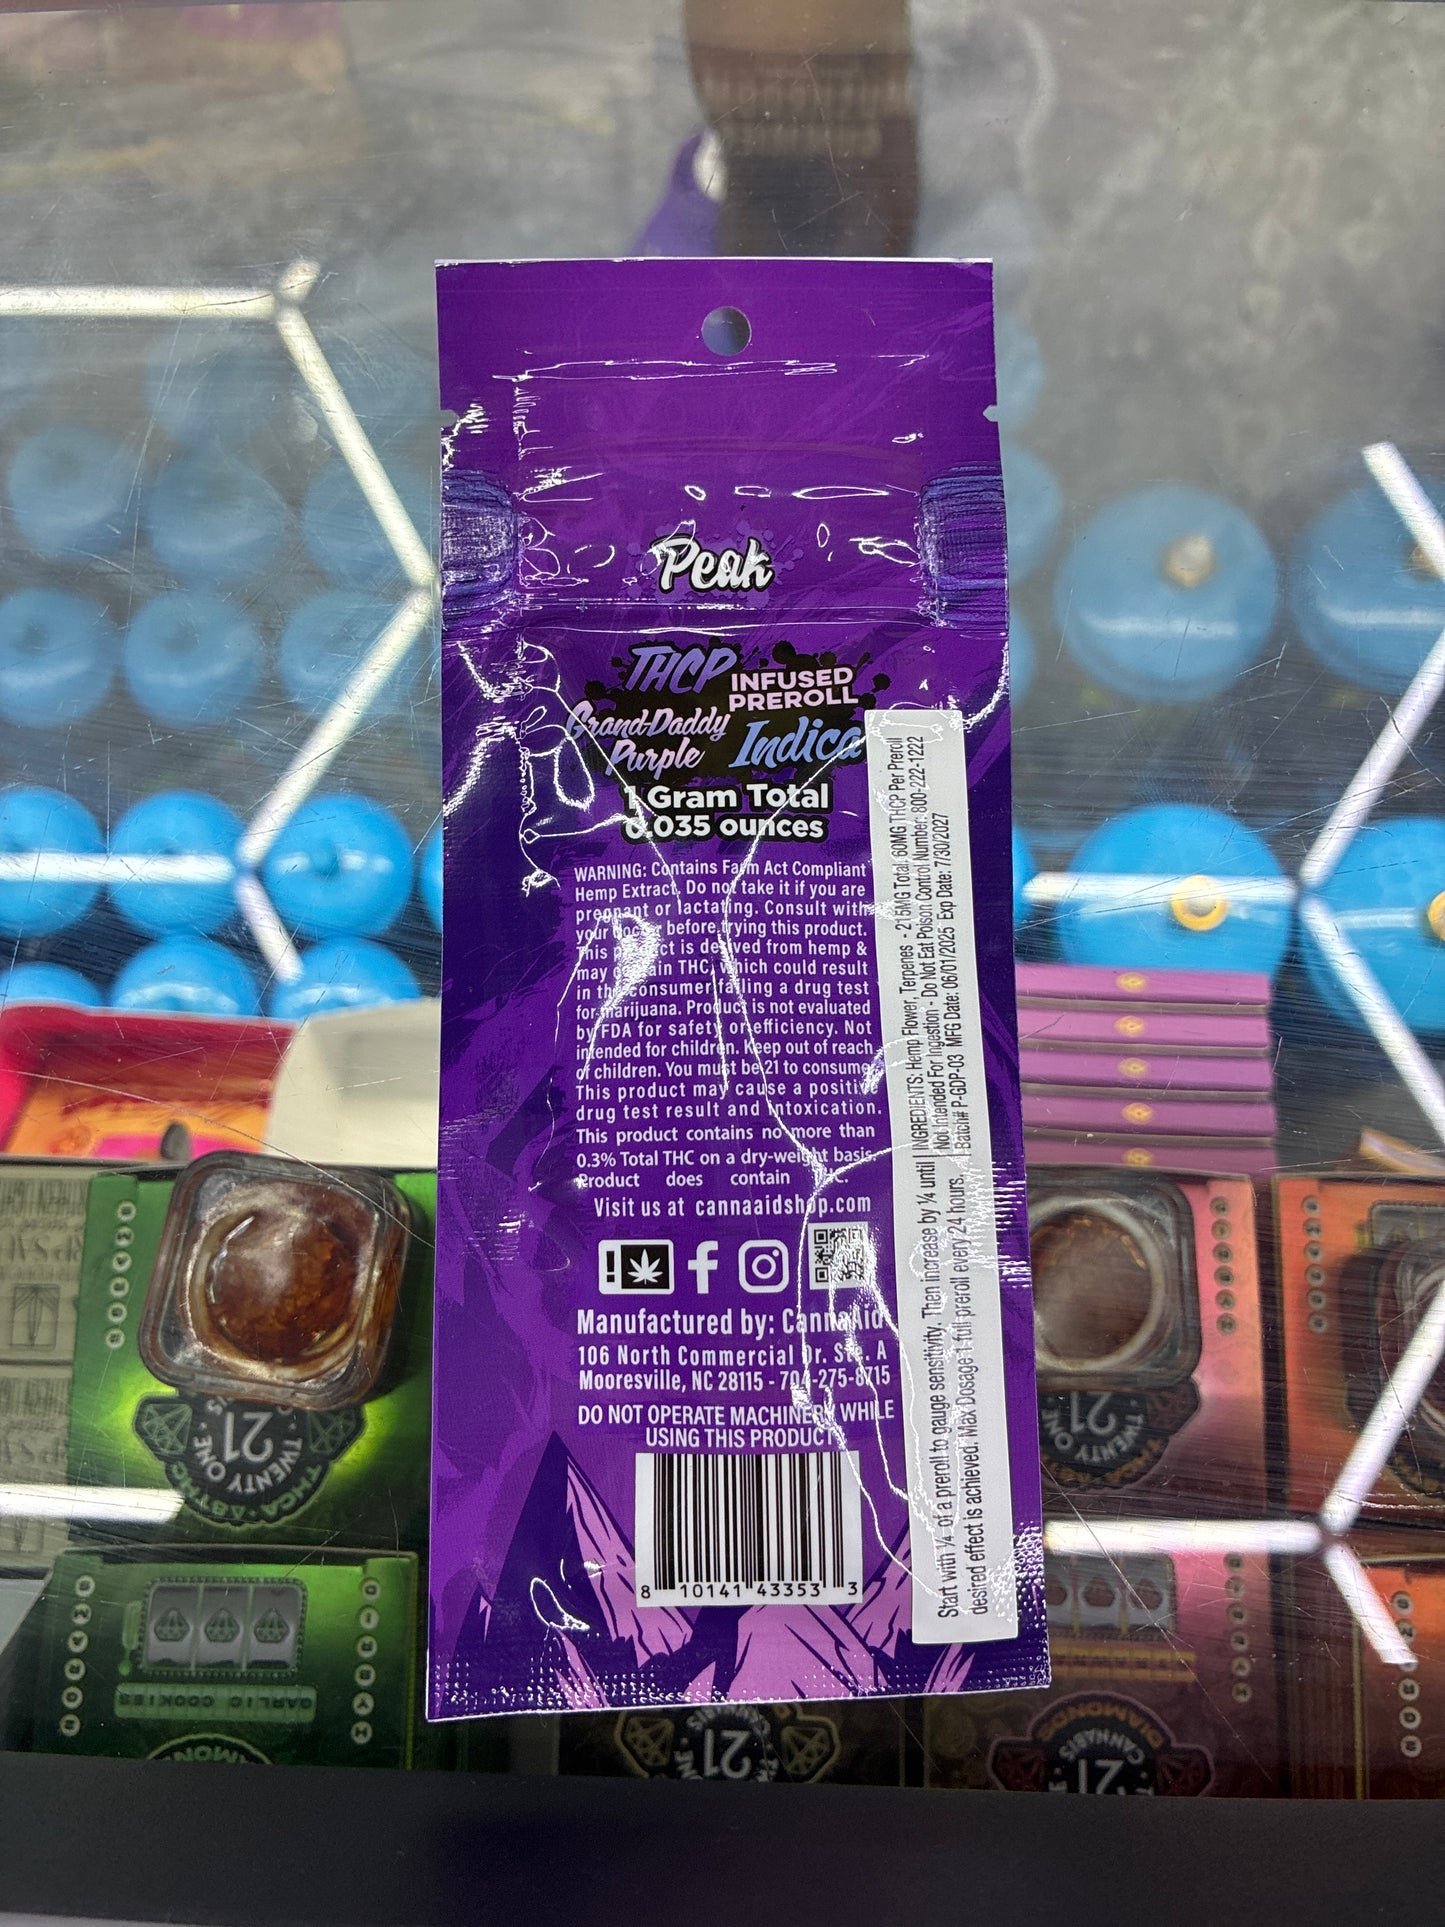 Peak
THCP
INFUSED
PREROLL
Grand-Daddy
Purple
Indica
1 Gram Total
0.035 ounces
WARNING: Contains Farm Act Compliant
Hemp Extract. Do not take it if you are
pregnant or lactating. Consult with
your doctor before trying this product.
This product is derived from hemp &
may contain THC, which could result
in the consumer failing a drug test
for marijuana. Product is not evaluated
by FDA for safety or efficiency. Not
intended for children. Keep out of reach
of children. You must be 21 to consume.
This product may cause a positive
drug test result and intoxication.
This product contains no more than
0.3% Total THC on a dry-weight basis.
Product does contain
Visit us at cannaaidshop.com
Manufactured by: CannaAid
106 North Commercial Dr. Ste. A
Mooresville, NC 28115 - 704-275-8715
DO NOT OPERATE MACHINERY WHILE
USING THIS PRODUCT
8 10141 43353 3
INGREDIENTS: Hemp Flower, Terpenes - 215MG Total, 60MG THCP Per Preroll
Not Intended For Ingestion - Do Not Eat Poison Control Number: 800-222-1222
Batch# P-GDP-03 MFG Date: 06/01/2025 Exp Date: 7/30/2027
Start with ¼ of a preroll to gauge sensitivity. Then increase by ¼ until
desired effect is achieved. Max Dosage 1 full preroll every 24 hours.
21
TWENTY ONE
THCA
21
TWENTY ONE
GARLIC COOKIES
21
CANNABIS
21
CANNABIS
DIAMONDS